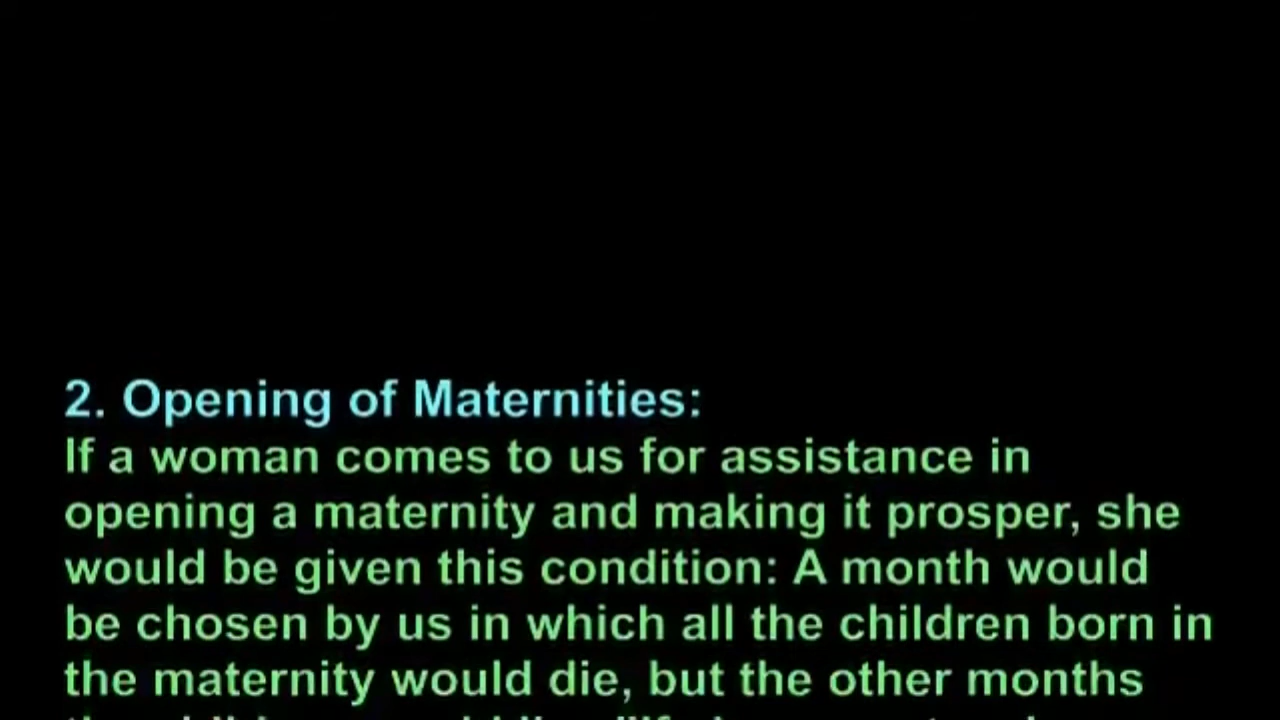 2. Opening of Maternities:
If a woman comes to us for assistance in
opening a maternity and making it prosper, she
would be given this condition: A month would
be chosen by us in which all the children born in
the maternity would die, but the other months